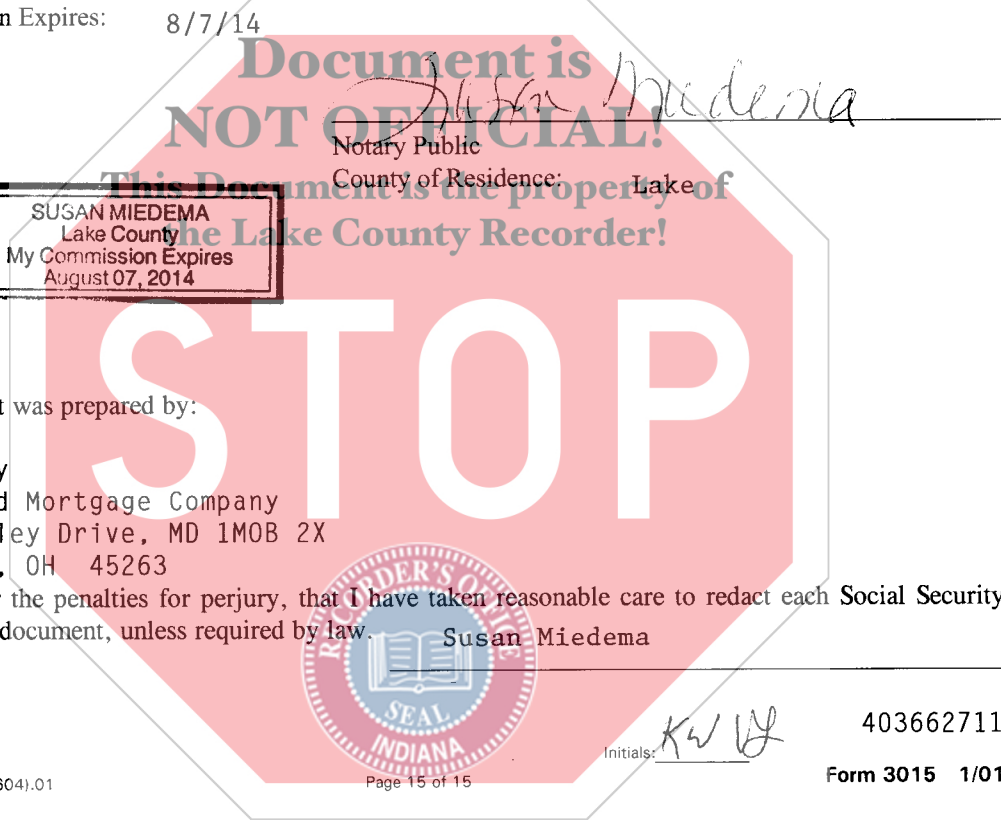 n Expires: 8/7/14
Document is
Susan Miedema
NOT OFFICIAL!
Notary Public
County of Residence: Lake
This Document is the property of
the Lake County Recorder!
SUSAN MIEDEMA
Lake County
My Commission Expires
August 07, 2014
STOP
t was prepared by:
y
d Mortgage Company
ley Drive, MD 1MOB 2X
, OH 45263
the penalties for perjury, that I have taken reasonable care to redact each Social Security
document, unless required by law. Susan Miedema
RECORDER'S OFFICE
SEAL
INDIANA
Initials: KW VL
403662711
604).01
Page 15 of 15
Form 3015 1/01